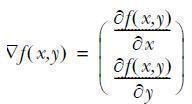 ∇f(x,y) = ( ∂f(x,y)/∂x
∂f(x,y)/∂y )